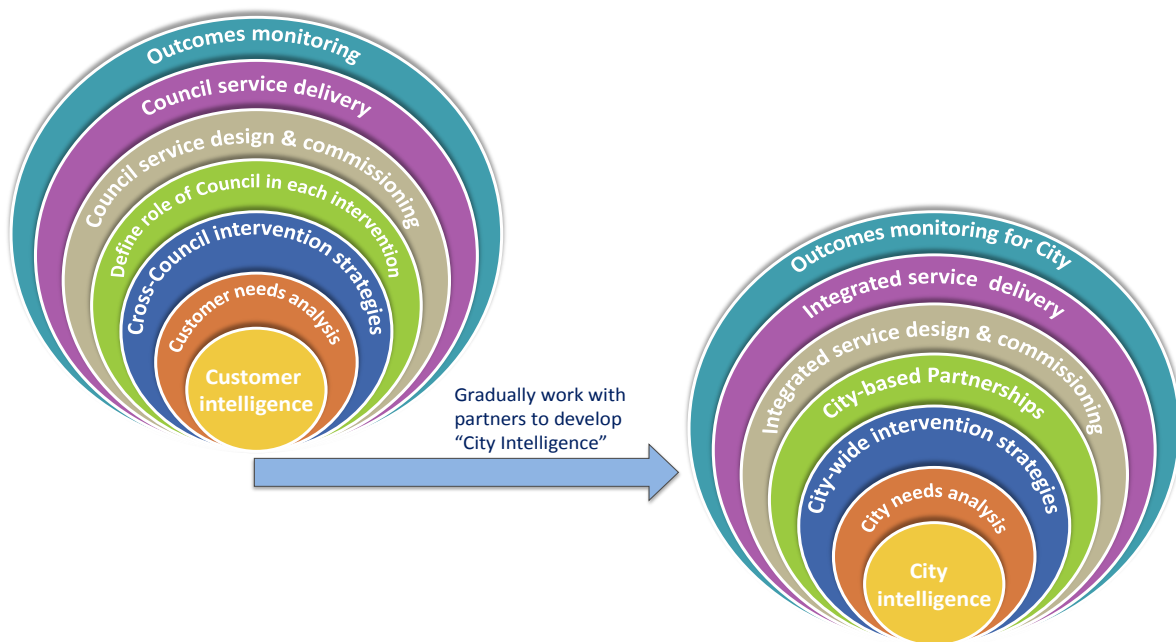 Outcomes monitoring
Council service delivery
Council service design & commissioning
Define role of Council in each intervention
Cross-Council intervention strategies
Customer needs analysis
Customer
intelligence
Gradually work with
partners to develop
“City Intelligence”
Outcomes monitoring for City
Integrated service delivery
Integrated service design & commissioning
City-based Partnerships
City-wide intervention strategies
City needs analysis
City
intelligence